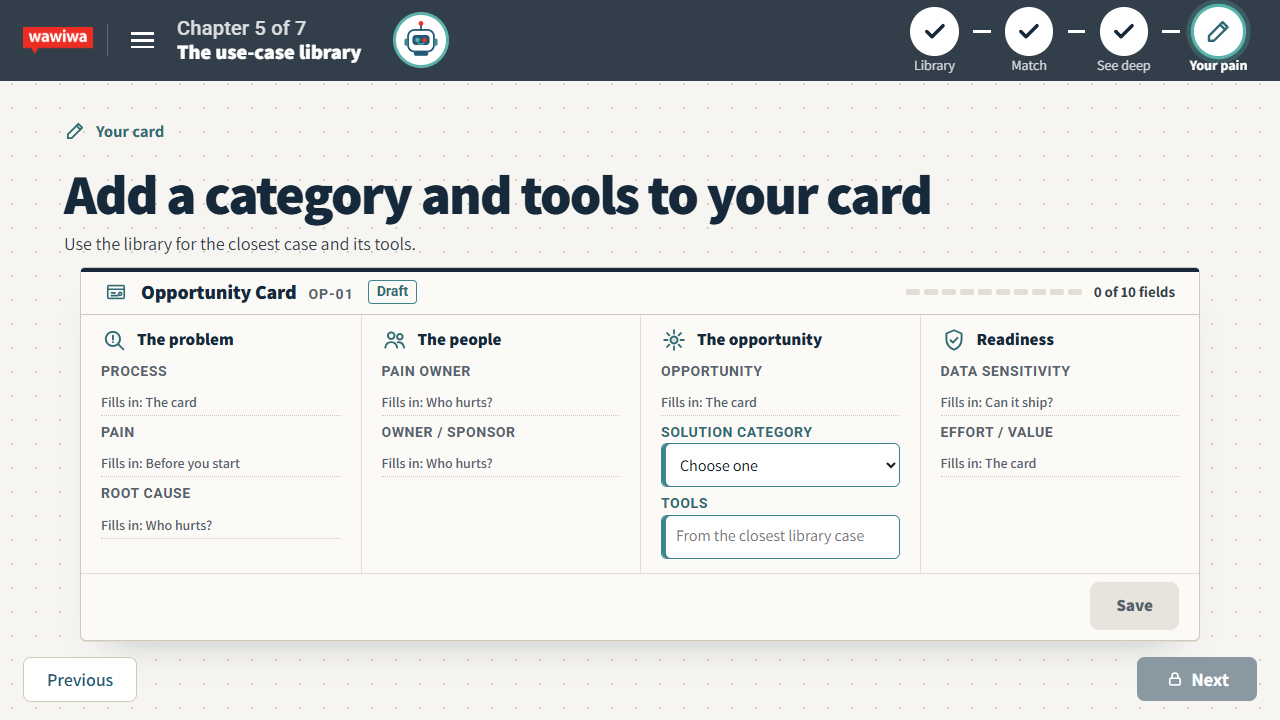 wawiwa
Chapter 5 of 7
The use-case library
Library
Match
See deep
Your pain
Your card
Add a category and tools to your card
Use the library for the closest case and its tools.
Opportunity Card OP-01 Draft
0 of 10 fields
The problem
PROCESS
Fills in: The card
PAIN
Fills in: Before you start
ROOT CAUSE
Fills in: Who hurts?
The people
PAIN OWNER
Fills in: Who hurts?
OWNER / SPONSOR
Fills in: Who hurts?
The opportunity
OPPORTUNITY
Fills in: The card
SOLUTION CATEGORY
Choose one
TOOLS
From the closest library case
Readiness
DATA SENSITIVITY
Fills in: Can it ship?
EFFORT / VALUE
Fills in: The card
Save
Previous
Next